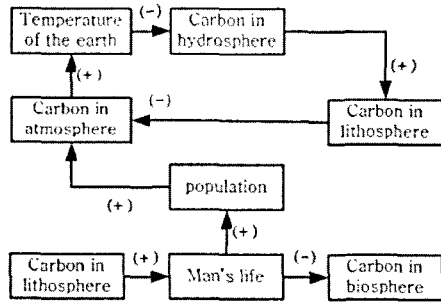 Temperature
of the earth
(-)
Carbon in
hydrosphere
(+)
(+)
Carbon in
atmosphere
(-)
Carbon in
lithosphere
population
(+)
(+)
Carbon in
lithosphere
(+)
Man's life
(-)
Carbon in
biosphere